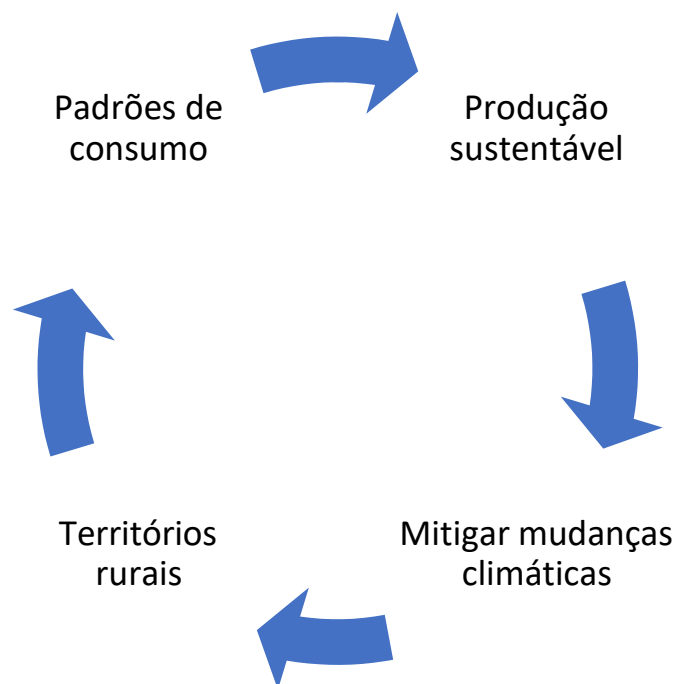 Padrões de
consumo
Produção
sustentável
Mitigar mudanças
climáticas
Territórios
rurais